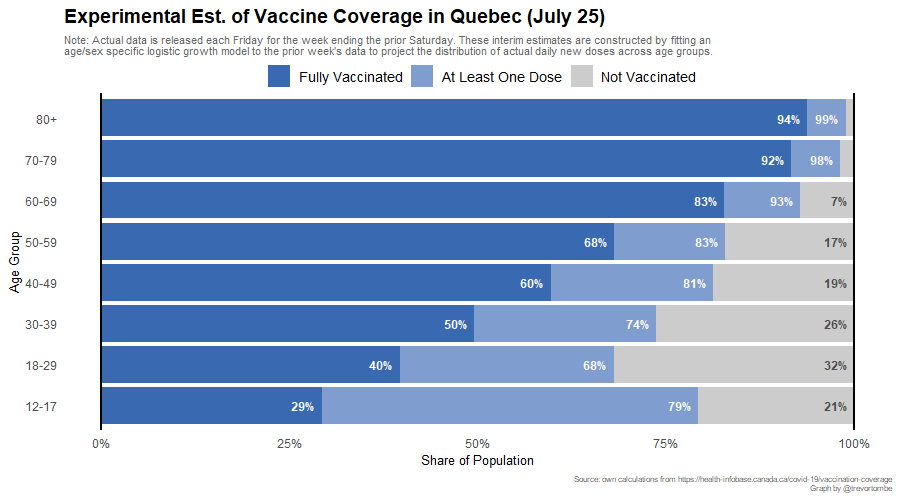 Experimental Est. of Vaccine Coverage in Quebec (July 25)
Note: Actual data is released each Friday for the week ending the prior Saturday. These interim estimates are constructed by fitting an
age/sex specific logistic growth model to the prior week's data to project the distribution of actual daily new doses across age groups.
Fully Vaccinated At Least One Dose Not Vaccinated
80+ 94% 99%
70-79 92% 98%
60-69 83% 93% 7%
50-59 68% 83% 17%
Age Group
40-49 60% 81% 19%
30-39 50% 74% 26%
18-29 40% 68% 32%
12-17 29% 79% 21%
0% 25% 50% 75% 100%
Share of Population
Source: own calculations from https://health-infobase.canada.ca/covid-19/vaccination-coverage
Graph by @trevortombe